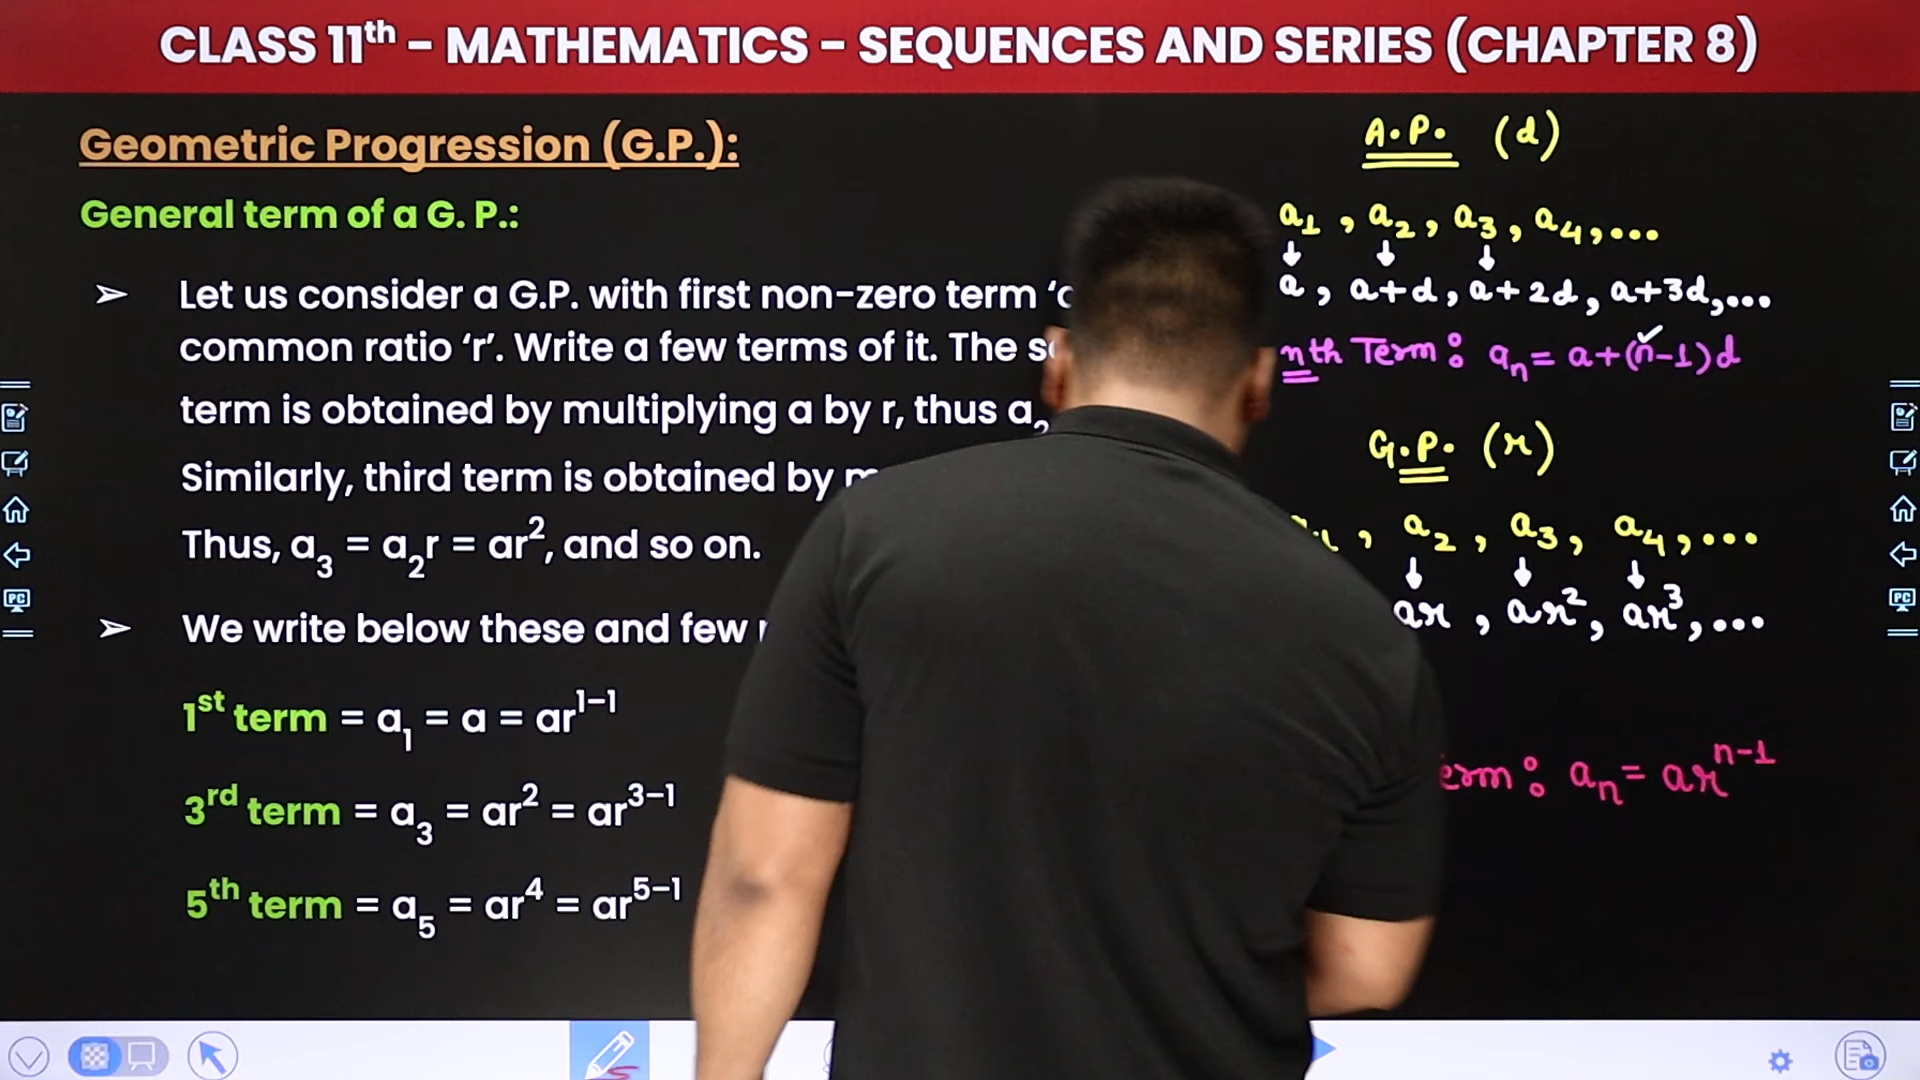 CLASS 11th – MATHEMATICS – SEQUENCES AND SERIES (CHAPTER 8)
Geometric Progression (G.P.):
General term of a G. P.:
➢ Let us consider a G.P. with first non-zero term
common ratio ‘r’. Write a few terms of it. The
term is obtained by multiplying a by r, thus a₂
Similarly, third term is obtained by
Thus, a₃ = a₂r = ar², and so on.
➢ We write below these and few
1st term = a₁ = a = ar¹⁻¹
3rd term = a₃ = ar² = ar³⁻¹
5th term = a₅ = ar⁴ = ar⁵⁻¹
A.P. (d)
a₁, a₂, a₃, a₄, ...
↓ ↓ ↓
a, a+d, a+2d, a+3d, ...
nth Term : aₙ = a+(n-1)d
G.P. (r)
, a₂, a₃, a₄, ...
↓ ↓ ↓
ar, ar², ar³, ...
erm : aₙ = arⁿ⁻¹
PC
PC